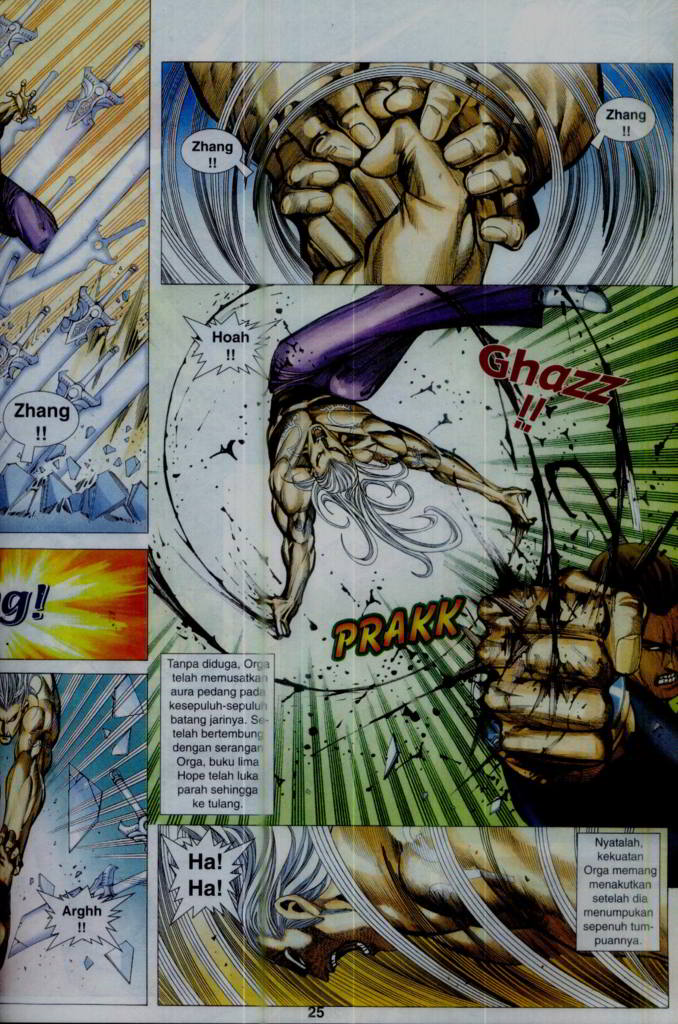 Zhang
!!
g!
Arghh
!!
Zhang
!!
Zhang
!!
Hoah
!!
Ghazz
!!
PRAKK
Tanpa diduga, Orga
telah memusatkan
aura pedang pada
kesepuluh-sepuluh
batang jarinya. Se-
telah bertembung
dengan serangan
Orga, buku lima
Hope telah luka
parah sehingga
ke tulang.
Ha!
Ha!
Nyatalah,
kekuatan
Orga memang
menakutkan
setelah dia
menumpukan
sepenuh tum-
puannya.
25